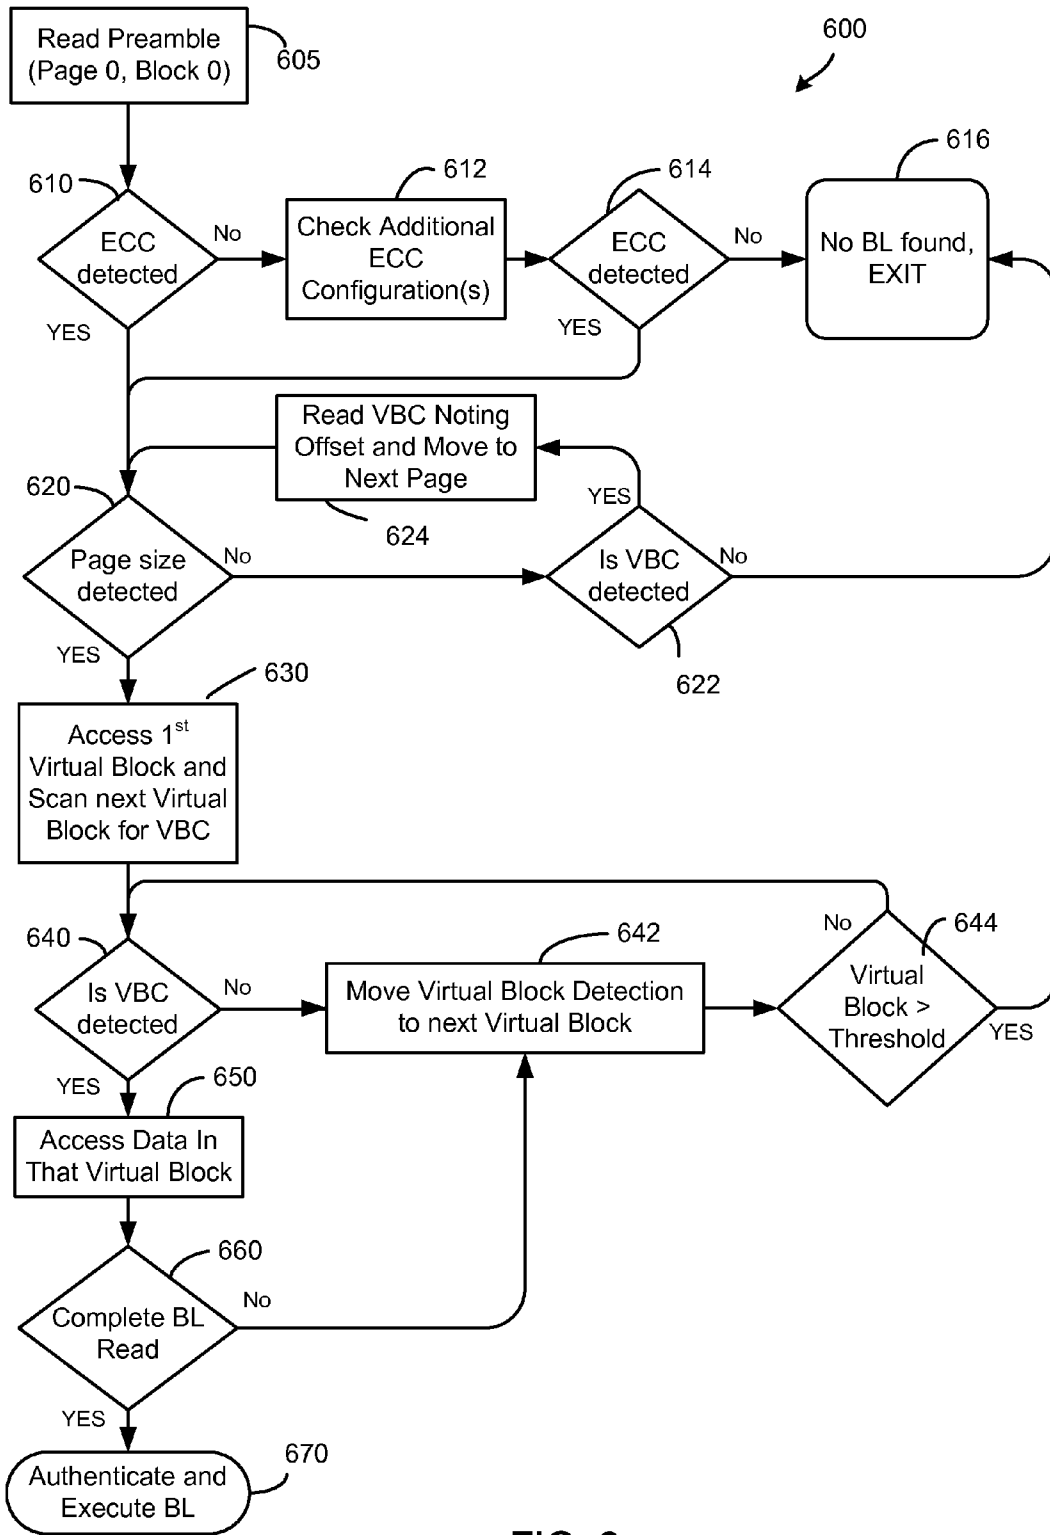 Read Preamble
(Page 0, Block 0)
605
600
610
ECC
detected
No
YES
612
Check Additional
ECC
Configuration(s)
614
ECC
detected
No
YES
616
No BL found,
EXIT
Read VBC Noting
Offset and Move to
Next Page
624
620
Page size
detected
No
YES
YES
Is VBC
detected
No
622
630
Access 1st
Virtual Block and
Scan next Virtual
Block for VBC
640
Is VBC
detected
No
YES
642
Move Virtual Block Detection
to next Virtual Block
No
644
Virtual
Block >
Threshold
YES
650
Access Data In
That Virtual Block
660
Complete BL
Read
No
YES
670
Authenticate and
Execute BL